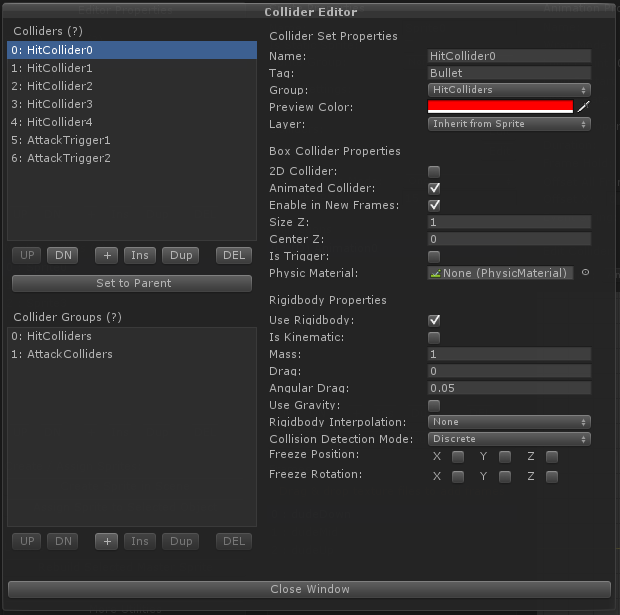 Collider Editor
Colliders (?)
0: HitCollider0
1: HitCollider1
2: HitCollider2
3: HitCollider3
4: HitCollider4
5: AttackTrigger1
6: AttackTrigger2
UP DN + Ins Dup DEL
Set to Parent
Collider Groups (?)
0: HitColliders
1: AttackColliders
UP DN + Ins Dup DEL
Collider Set Properties
Name: HitCollider0
Tag: Bullet
Group: HitColliders
Preview Color:
Layer: Inherit from Sprite
Box Collider Properties
2D Collider:
Animated Collider:
Enable in New Frames:
Size Z: 1
Center Z: 0
Is Trigger:
Physic Material: None (PhysicMaterial)
Rigidbody Properties
Use Rigidbody:
Is Kinematic:
Mass: 1
Drag: 0
Angular Drag: 0.05
Use Gravity:
Rigidbody Interpolation: None
Collision Detection Mode: Discrete
Freeze Position: X Y Z
Freeze Rotation: X Y Z
Close Window